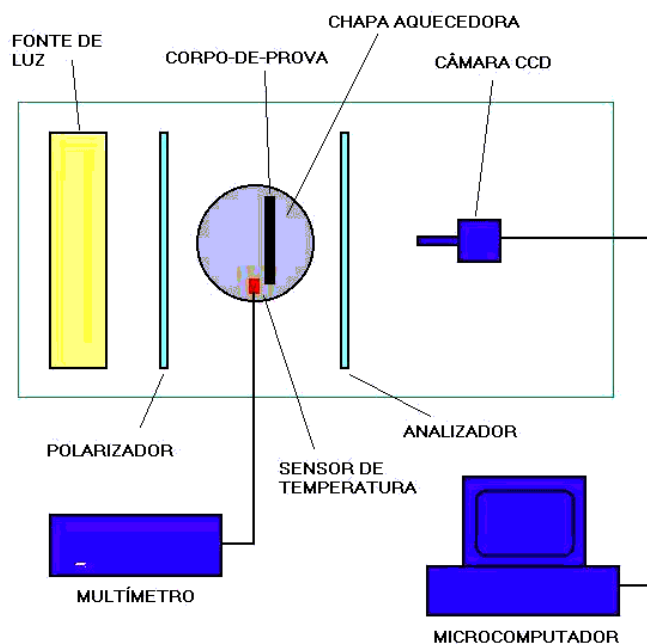 CHAPA AQUECEDORA
FONTE DE
LUZ
CORPO-DE-PROVA
CÂMARA CCD
POLARIZADOR
ANALIZADOR
SENSOR DE
TEMPERATURA
MULTÍMETRO
MICROCOMPUTADOR